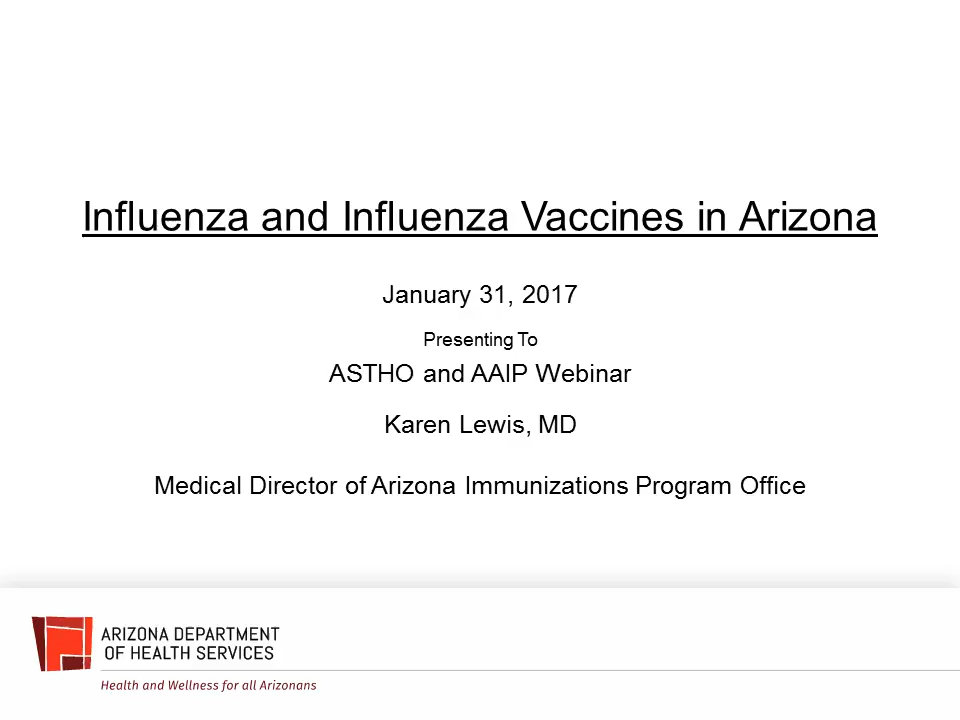 Influenza and Influenza Vaccines in Arizona
January 31, 2017
Presenting To
ASTHO and AAIP Webinar
Karen Lewis, MD
Medical Director of Arizona Immunizations Program Office
ARIZONA DEPARTMENT
OF HEALTH SERVICES
Health and Wellness for all Arizonans